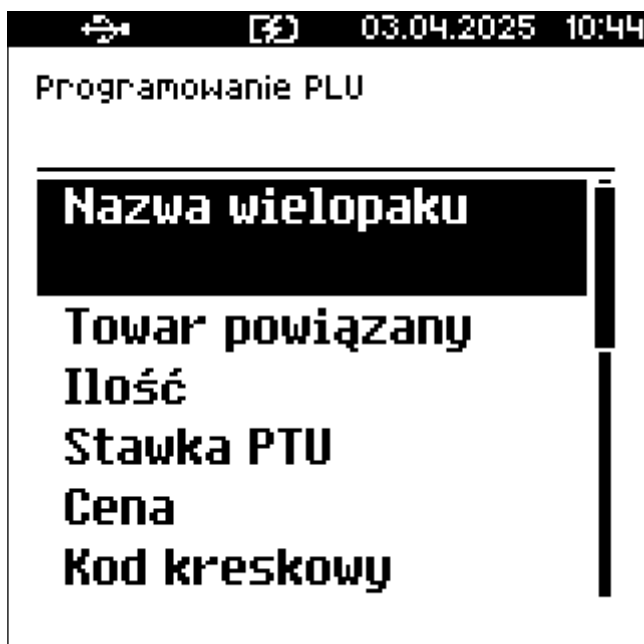 03.04.2025 10:44
Programowanie PLU
Nazwa wielopaku
Towar powiązany
Ilość
Stawka PTU
Cena
Kod kreskowy